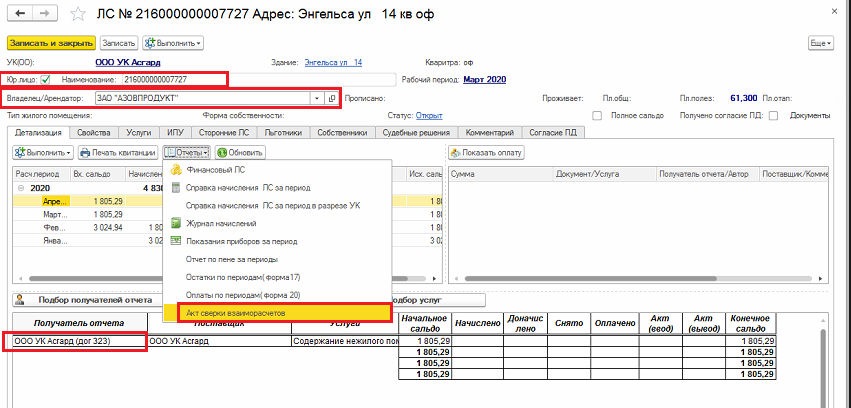 ЛС № 216000000007727 Адрес: Энгельса ул 14 кв оф
Записать и закрыть Записать Выполнить Еще
УК(ОО): ООО УК Асгард Здание: Энгельса ул 14 Кваритра: оф
Юр.лицо: Наименование: 216000000007727 Рабочий период: Март 2020
Владелец/Арендатор: ЗАО "АЗОВПРОДУКТ" Прописано: Проживает: Пл.общ: Пл.полез: 61,300 Пл.отап:
Тип жилого помещения: Форма собственности: Статус: Открыт Полное сальдо Получено согласие ПД: Документы
Детализация Свойства Услуги ИПУ Сторонние ЛС Льготники Собственники Судебные решения Комментарий Согласие ПД
Выполнить Печать квитанции Отчеты Обновить Показать оплату
Расч.период Вх. сальдо Начислен Исх. саль Сумма Документ/Услуга Получатель отчета/Автор Поставщик/Комме
2020 4 830
Апре... 1 805,29 1 80
Март... 1 805,29 1 80
Фев... 3 024,94 1 80
Янва... 3 02 3 02
Финансовый ЛС
Справка начисления ЛС за период
Справка начисления ЛС за период в разрезе УК
Журнал начислений
Показания приборов за период
Отчет по пене за периоды
Остатки по периодам( форма17)
Оплаты по периодам( форма 20)
Акт сверки взаиморасчетов
Подбор получателей отчета одбор услуг
Получатель отчета Поставщик Услуги Начальное сальдо Начислено Доначис лено Снято Оплачено Акт (ввод) Акт (вывод) Конечное сальдо
ООО УК Асгард (дог 323) ООО УК Асгард Содержание нежилого пом 1 805,29 1 805,29
1 805,29 1 805,29
1 805,29 1 805,29
1 805,29 1 805,29